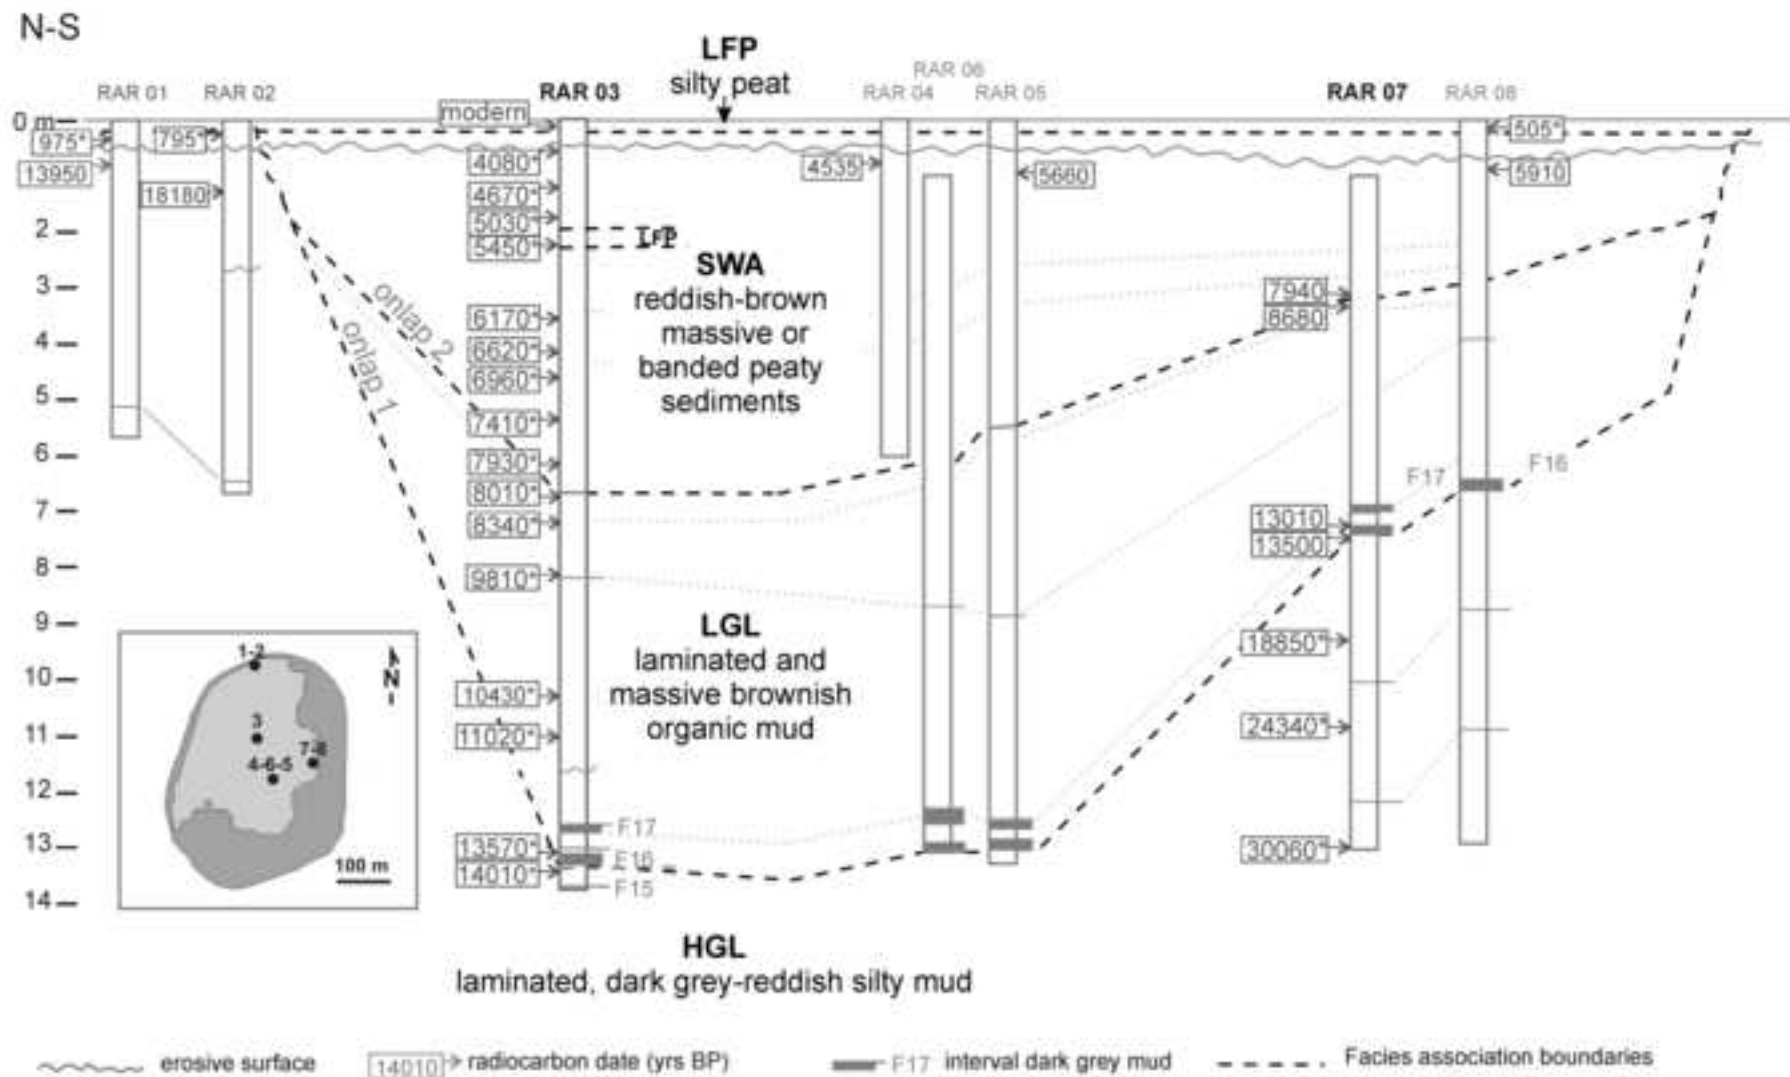 N-S
LFP
silty peat
RAR 01
RAR 02
RAR 03
RAR 04
RAR 06
RAR 05
RAR 07
RAR 08
0 m
2
3
4
5
6
7
8
9
10
11
12
13
14
975*
13950
795*
18180
modern
4080*
4670*
5030*
5450*
6170*
6620*
6960*
7410*
7930*
8010*
8340*
9810*
10430*
11020*
13570*
14010*
LFP
onlap 2
onlap 1
SWA
reddish-brown
massive or
banded peaty
sediments
LGL
laminated and
massive brownish
organic mud
F17
F16
F15
4535
5660
505*
5910
7940
8680
F17
F16
13010
13500
18850*
24340*
30060*
1-2
N
3
7-8
4-6-5
100 m
HGL
laminated, dark grey-reddish silty mud
erosive surface
14010
radiocarbon date (yrs BP)
F17
interval dark grey mud
Facies association boundaries